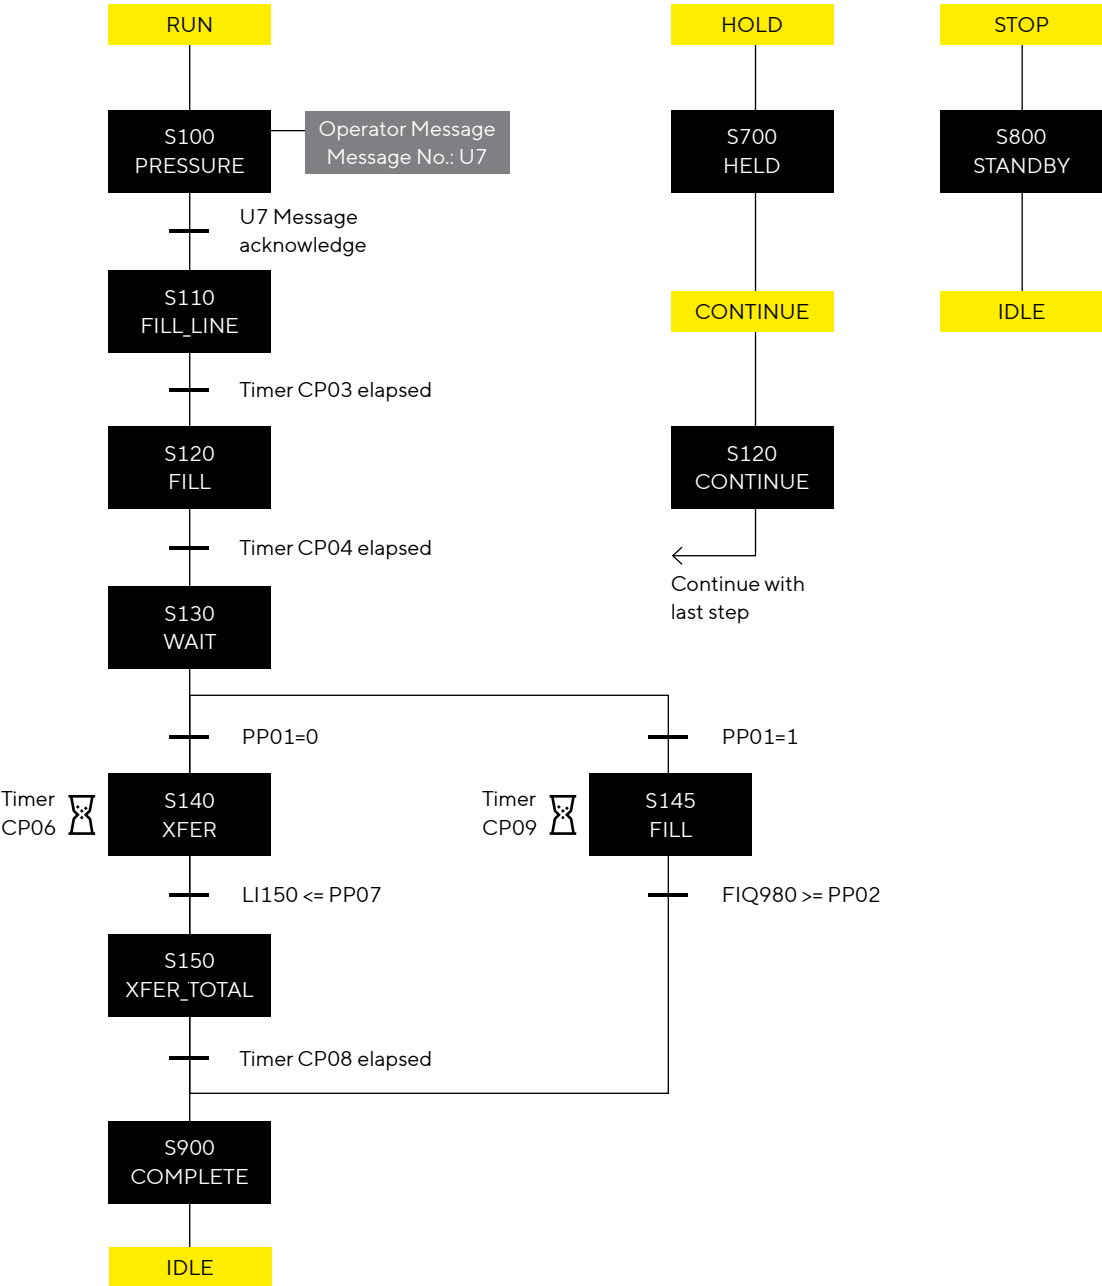 RUN
S100
PRESSURE
Operator Message
Message No.: U7
U7 Message
acknowledge
S110
FILL_LINE
Timer CP03 elapsed
S120
FILL
Timer CP04 elapsed
S130
WAIT
PP01=0
PP01=1
Timer
CP06
S140
XFER
Timer
CP09
S145
FILL
LI150 <= PP07
FIQ980 >= PP02
S150
XFER_TOTAL
Timer CP08 elapsed
S900
COMPLETE
IDLE
HOLD
S700
HELD
CONTINUE
S120
CONTINUE
Continue with
last step
STOP
S800
STANDBY
IDLE